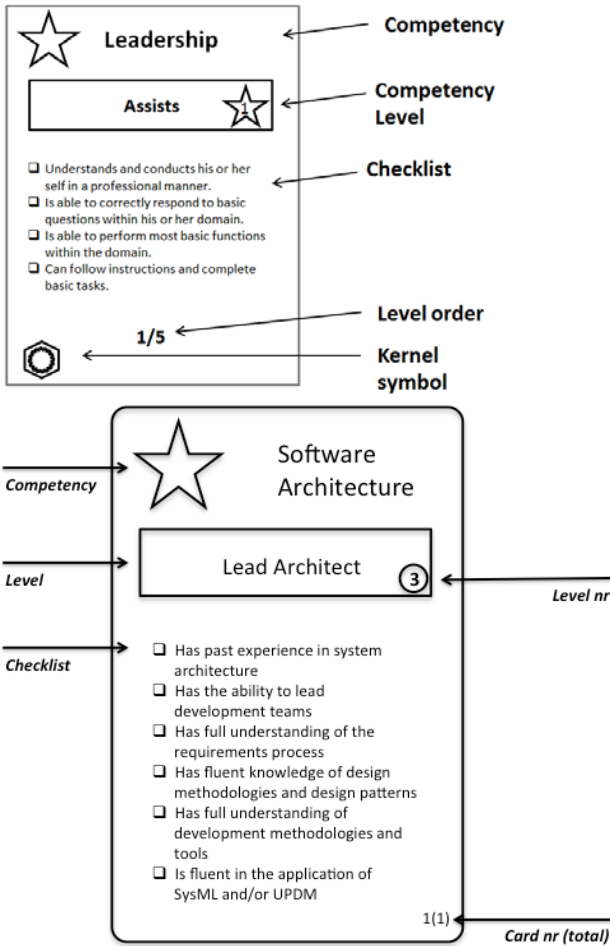 Leadership
Competency
Assists
1
Competency
Level
Checklist
❑ Understands and conducts his or her
self in a professional manner.
❑ Is able to correctly respond to basic
questions within his or her domain.
❑ Is able to perform most basic functions
within the domain.
❑ Can follow instructions and complete
basic tasks.
Level order
1/5
Kernel
symbol
Software
Architecture
Competency
Lead Architect
3
Level
Level nr
Checklist
❑ Has past experience in system
architecture
❑ Has the ability to lead
development teams
❑ Has full understanding of the
requirements process
❑ Has fluent knowledge of design
methodologies and design patterns
❑ Has full understanding of
development methodologies and
tools
❑ Is fluent in the application of
SysML and/or UPDM
1(1)
Card nr (total)